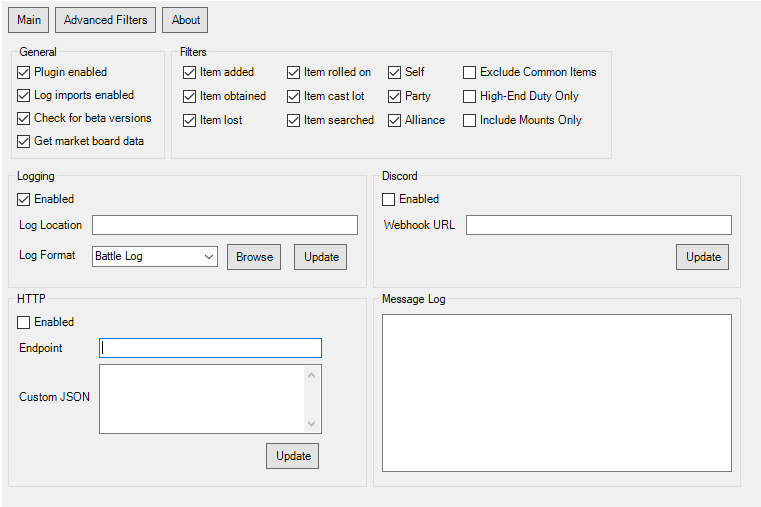 Main Advanced Filters About
General
Plugin enabled
Log imports enabled
Check for beta versions
Get market board data
Filters
Item added Item rolled on Self Exclude Common Items
Item obtained Item cast lot Party High-End Duty Only
Item lost Item searched Alliance Include Mounts Only
Logging
Enabled
Log Location
Log Format Battle Log Browse Update
Discord
Enabled
Webhook URL
Update
HTTP
Enabled
Endpoint
Custom JSON
Update
Message Log